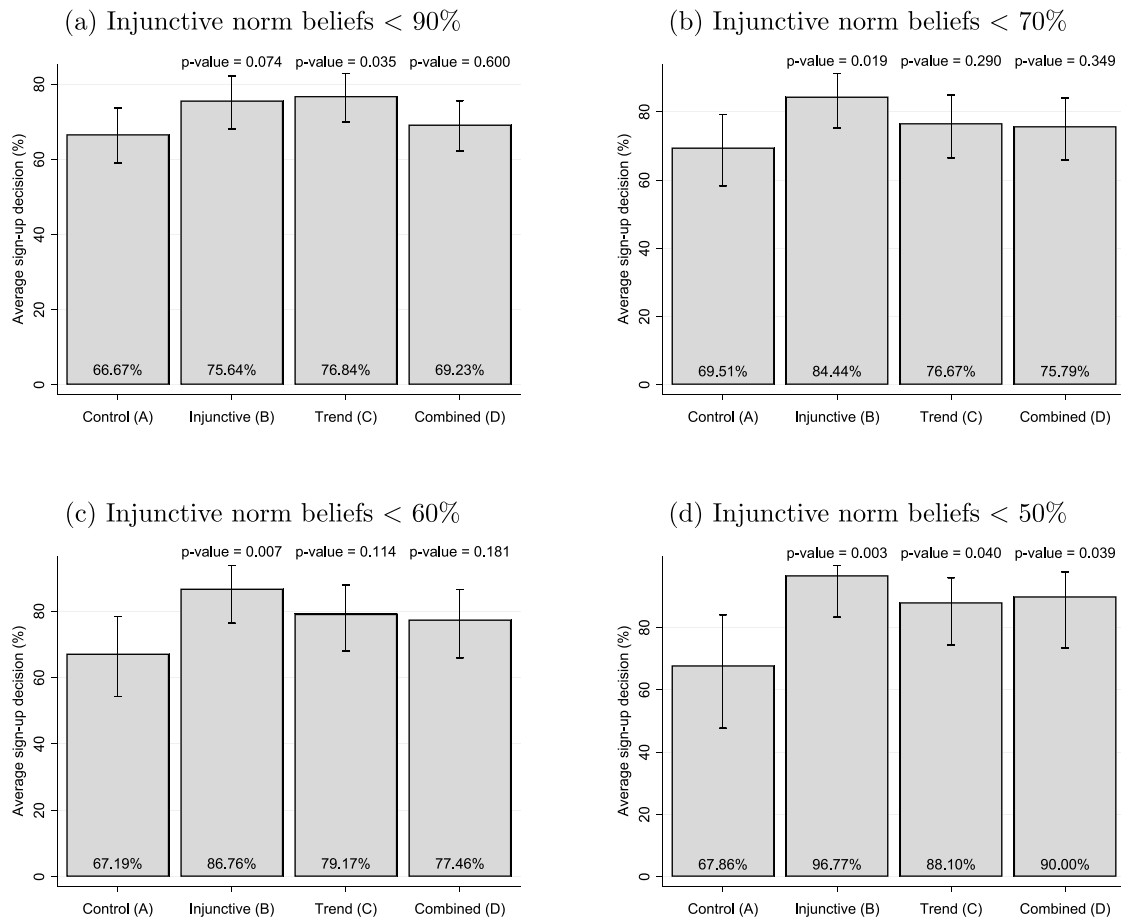 (a) Injunctive norm beliefs < 90%
p-value = 0.074 p-value = 0.035 p-value = 0.600
Average sign-up decision (%)
80
60
40
20
0
66.67% 75.64% 76.84% 69.23%
Control (A) Injunctive (B) Trend (C) Combined (D)
(b) Injunctive norm beliefs < 70%
p-value = 0.019 p-value = 0.290 p-value = 0.349
Average sign-up decision (%)
80
60
40
20
0
69.51% 84.44% 76.67% 75.79%
Control (A) Injunctive (B) Trend (C) Combined (D)
(c) Injunctive norm beliefs < 60%
p-value = 0.007 p-value = 0.114 p-value = 0.181
Average sign-up decision (%)
80
60
40
20
0
67.19% 86.76% 79.17% 77.46%
Control (A) Injunctive (B) Trend (C) Combined (D)
(d) Injunctive norm beliefs < 50%
p-value = 0.003 p-value = 0.040 p-value = 0.039
Average sign-up decision (%)
80
60
40
20
0
67.86% 96.77% 88.10% 90.00%
Control (A) Injunctive (B) Trend (C) Combined (D)